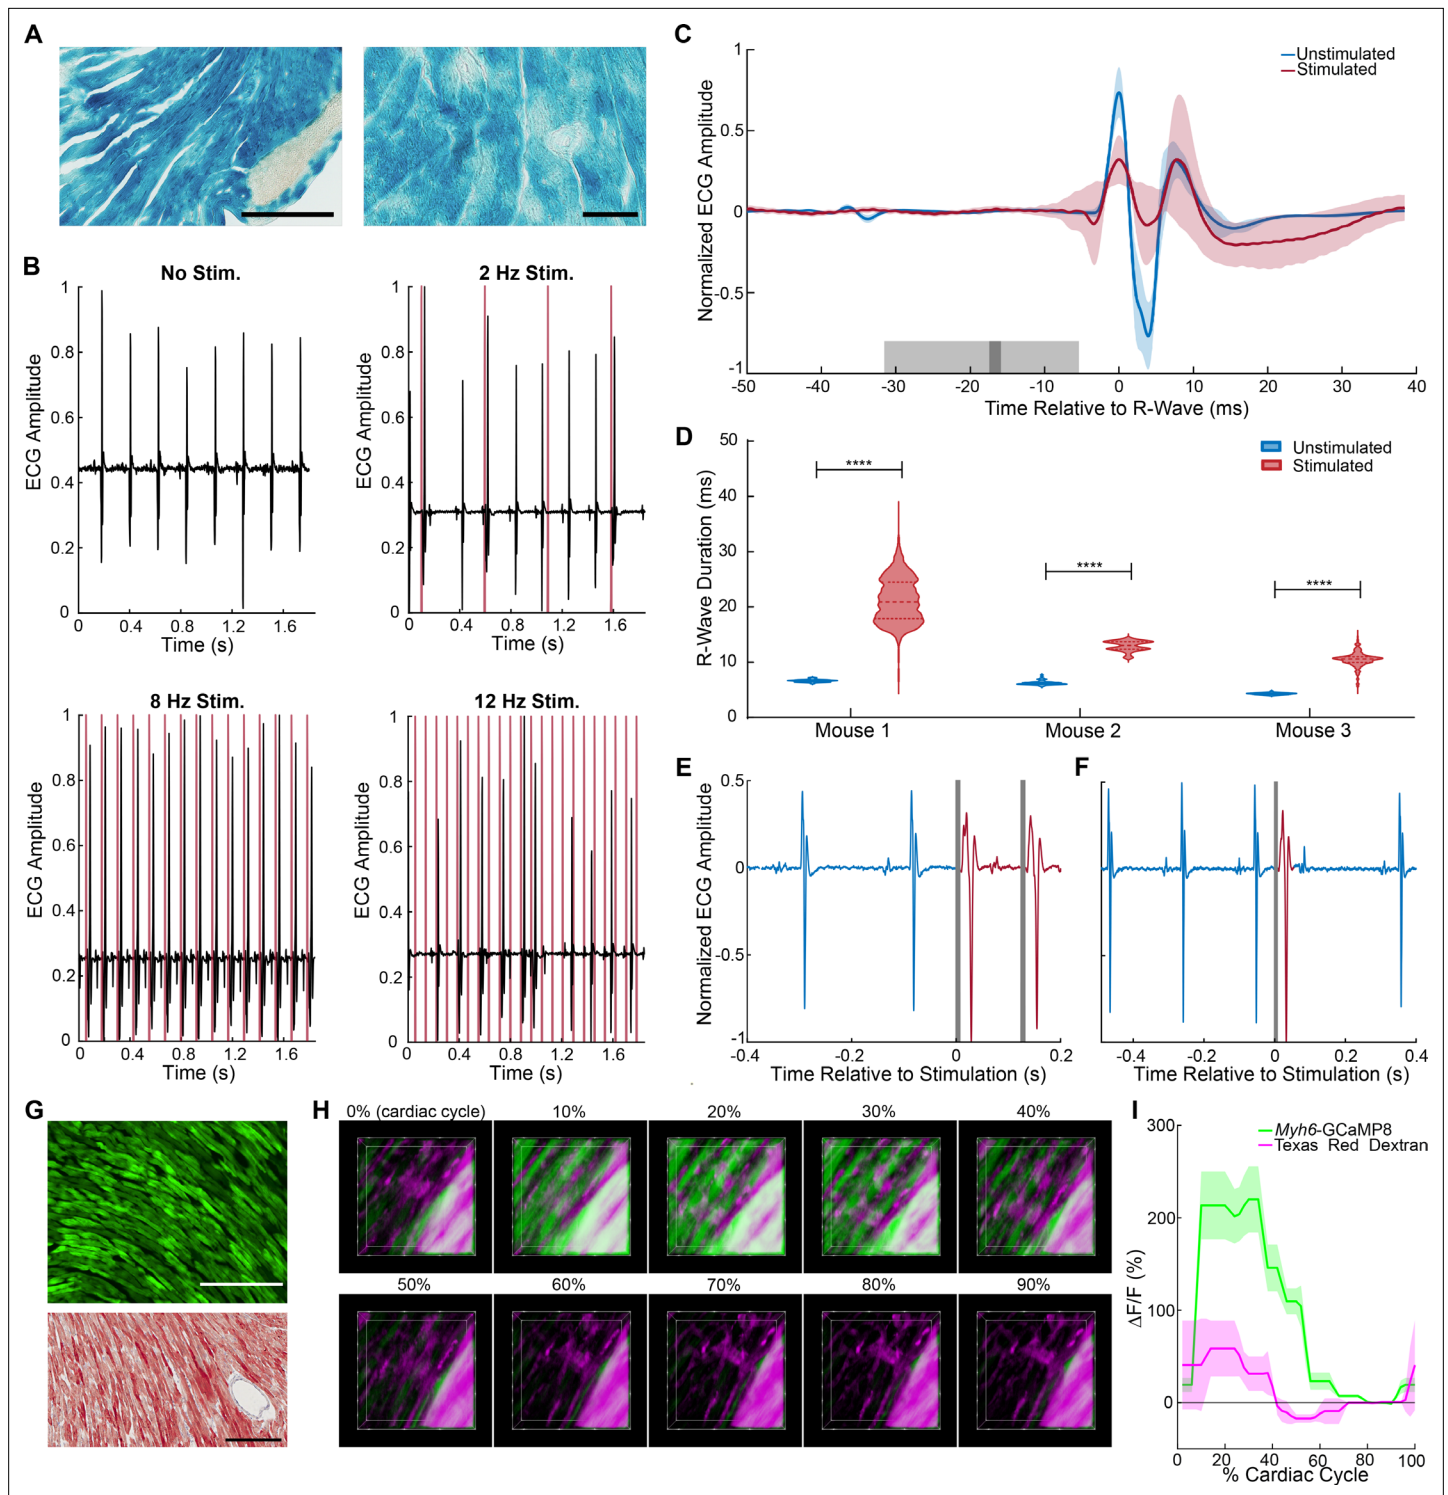 A
B
No Stim.
1
0.8
0.6
0.4
0.2
0
ECG Amplitude
0 0.4 0.8 1.2 1.6
Time (s)
2 Hz Stim.
1
0.8
0.6
0.4
0.2
0
ECG Amplitude
0 0.4 0.8 1.2 1.6
Time (s)
8 Hz Stim.
1
0.8
0.6
0.4
0.2
0
ECG Amplitude
0 0.4 0.8 1.2 1.6
Time (s)
12 Hz Stim.
1
0.8
0.6
0.4
0.2
0
ECG Amplitude
0 0.4 0.8 1.2 1.6
Time (s)
C
Unstimulated
Stimulated
1
0.5
0
-0.5
-1
Normalized ECG Amplitude
-50 -40 -30 -20 -10 0 10 20 30 40
Time Relative to R-Wave (ms)
D
Unstimulated
Stimulated
50
40
30
20
10
0
R-Wave Duration (ms)
****
****
****
Mouse 1 Mouse 2 Mouse 3
E
0.5
0
-0.5
-1
Normalized ECG Amplitude
-0.4 -0.2 0 0.2
Time Relative to Stimulation (s)
F
-0.4 -0.2 0 0.2 0.4
Time Relative to Stimulation (s)
G
H
0% (cardiac cycle) 10% 20% 30% 40%
50% 60% 70% 80% 90%
I
Myh6-GCaMP8
Texas Red Dextran
300
200
100
0
ΔF/F (%)
0 20 40 60 80 100
% Cardiac Cycle